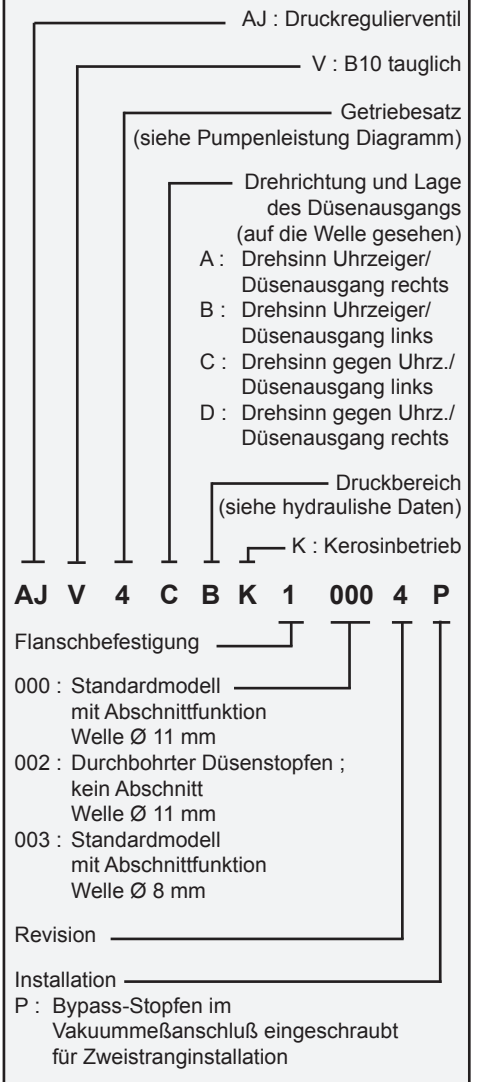 AJ : Druckregulierventil
V : B10 tauglich
Getriebesatz
(siehe Pumpenleistung Diagramm)
Drehrichtung und Lage
des Düsenausgangs
(auf die Welle gesehen)
A : Drehsinn Uhrzeiger/
Düsenausgang rechts
B : Drehsinn Uhrzeiger/
Düsenausgang links
C : Drehsinn gegen Uhrz./
Düsenausgang links
D : Drehsinn gegen Uhrz./
Düsenausgang rechts
Druckbereich
(siehe hydraulishe Daten)
K : Kerosinbetrieb
AJ V 4 C B K 1 000 4 P
Flanschbefestigung
000 : Standardmodell
mit Abschnittfunktion
Welle Ø 11 mm
002 : Durchbohrter Düsenstopfen ;
kein Abschnitt
Welle Ø 11 mm
003 : Standardmodell
mit Abschnittfunktion
Welle Ø 8 mm
Revision
Installation
P : Bypass-Stopfen im
Vakuummeßanschluß eingeschraubt
für Zweistranginstallation